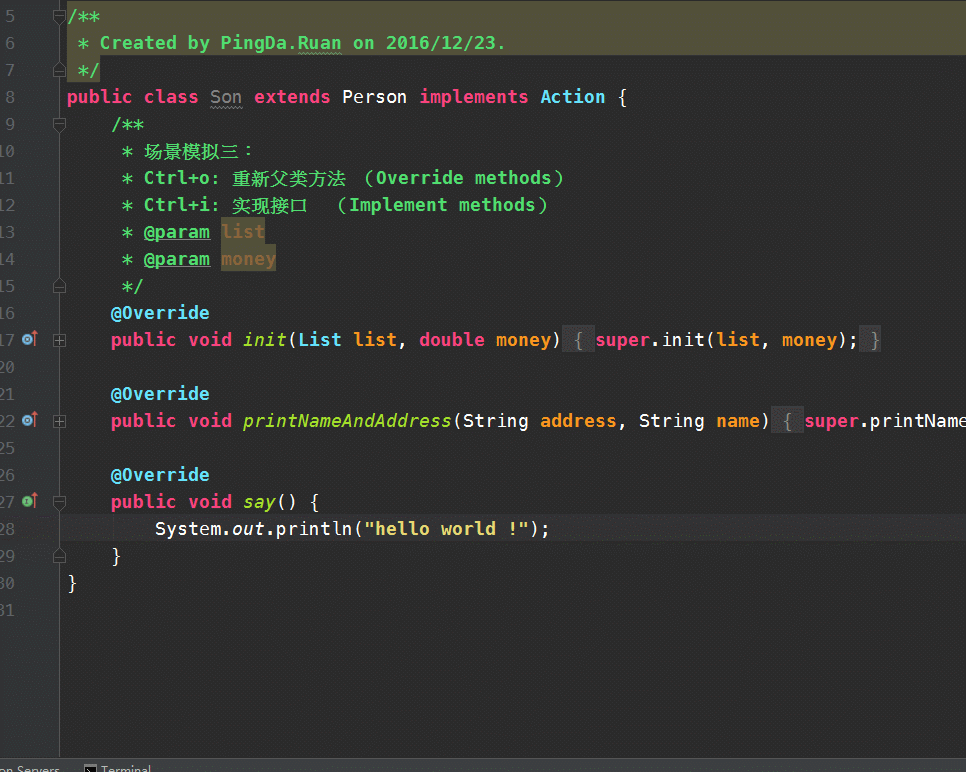 5 /**
6 * Created by PingDa.Ruan on 2016/12/23.
7 */
8 public class Son extends Person implements Action {
9 /**
10 * 场景模拟三：
11 * Ctrl+o: 重新父类方法 （Override methods）
12 * Ctrl+i: 实现接口 （Implement methods）
13 * @param list
14 * @param money
15 */
16 @Override
17 public void init(List list, double money) { super.init(list, money); }
20
21 @Override
22 public void printNameAndAddress(String address, String name) { super.printName
25
26 @Override
27 public void say() {
28 System.out.println("hello world !");
29 }
30 }
31
on Servers Terminal